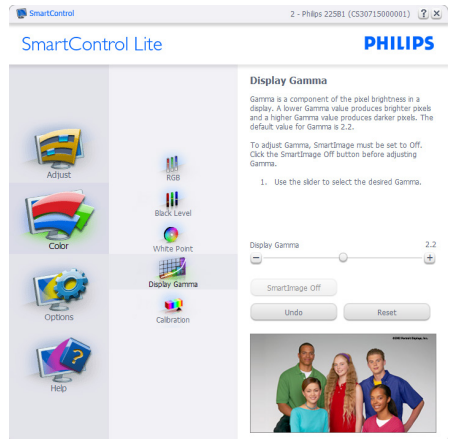 SmartControl
2 - Philips 225B1 (CS30715000001)
SmartControl Lite
PHILIPS
Adjust
Color
Options
Help
RGB
Black Level
White Point
Display Gamma
Calibration
Display Gamma
Gamma is a component of the pixel brightness in a
display. A lower Gamma value produces brighter pixels
and a higher Gamma value produces darker pixels. The
default value for Gamma is 2.2.
To adjust Gamma, SmartImage must be set to Off.
Click the SmartImage Off button before adjusting
Gamma.
1. Use the slider to select the desired Gamma.
Display Gamma 2.2
SmartImage Off
Undo Reset